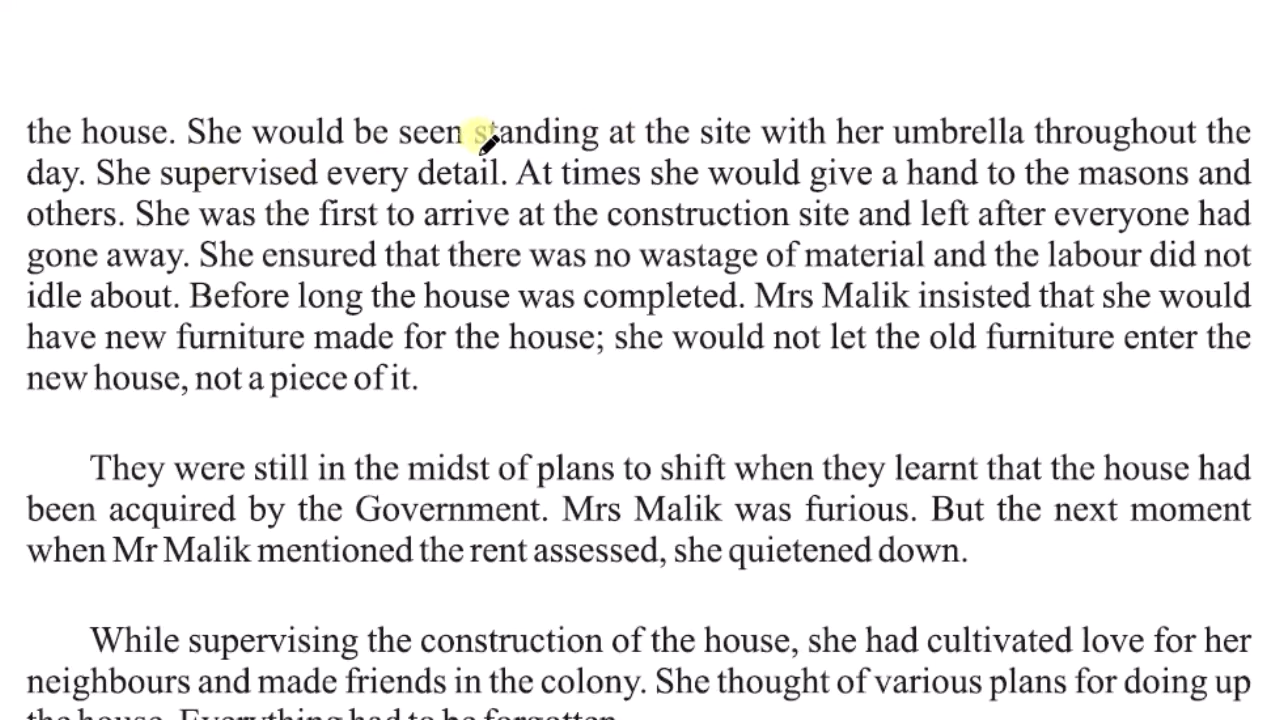 the house. She would be seen standing at the site with her umbrella throughout the
day. She supervised every detail. At times she would give a hand to the masons and
others. She was the first to arrive at the construction site and left after everyone had
gone away. She ensured that there was no wastage of material and the labour did not
idle about. Before long the house was completed. Mrs Malik insisted that she would
have new furniture made for the house; she would not let the old furniture enter the
new house, not a piece of it.
They were still in the midst of plans to shift when they learnt that the house had
been acquired by the Government. Mrs Malik was furious. But the next moment
when Mr Malik mentioned the rent assessed, she quietened down.
While supervising the construction of the house, she had cultivated love for her
neighbours and made friends in the colony. She thought of various plans for doing up
the house. Everything had to be forgotten.